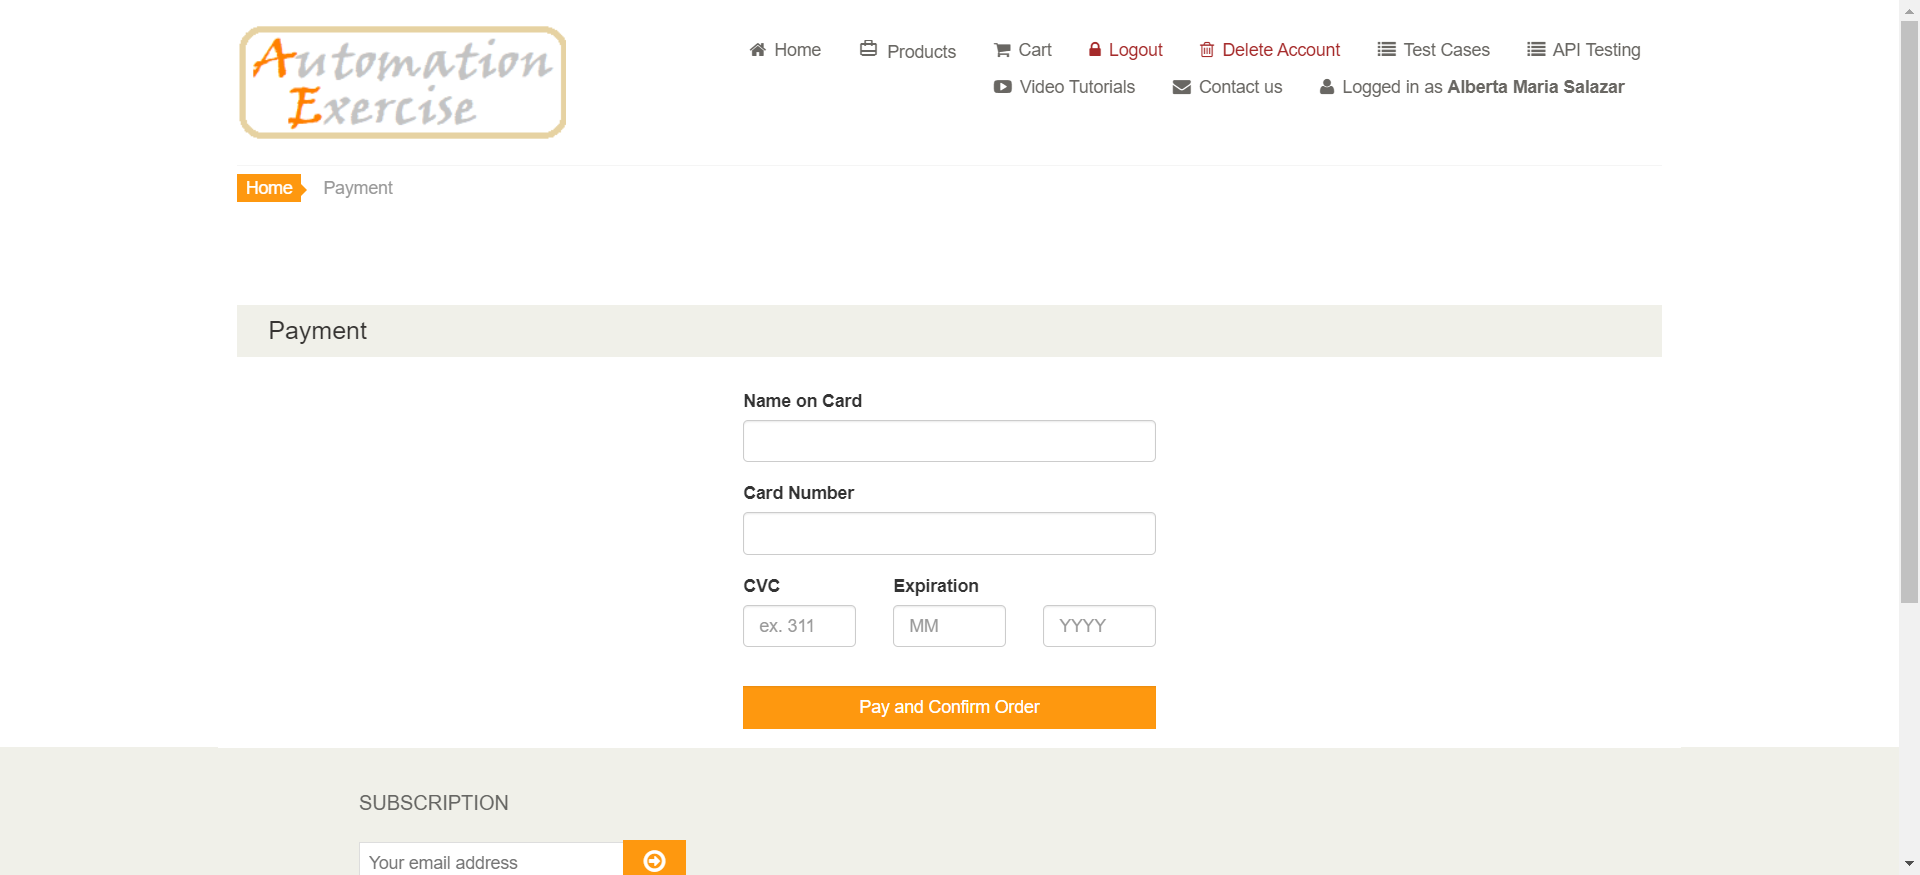 Automation
Exercise
Home Products Cart Logout Delete Account Test Cases API Testing
Video Tutorials Contact us Logged in as Alberta Maria Salazar
Home Payment
Payment
Name on Card
Card Number
CVC Expiration
ex. 311 MM YYYY
Pay and Confirm Order
SUBSCRIPTION
Your email address